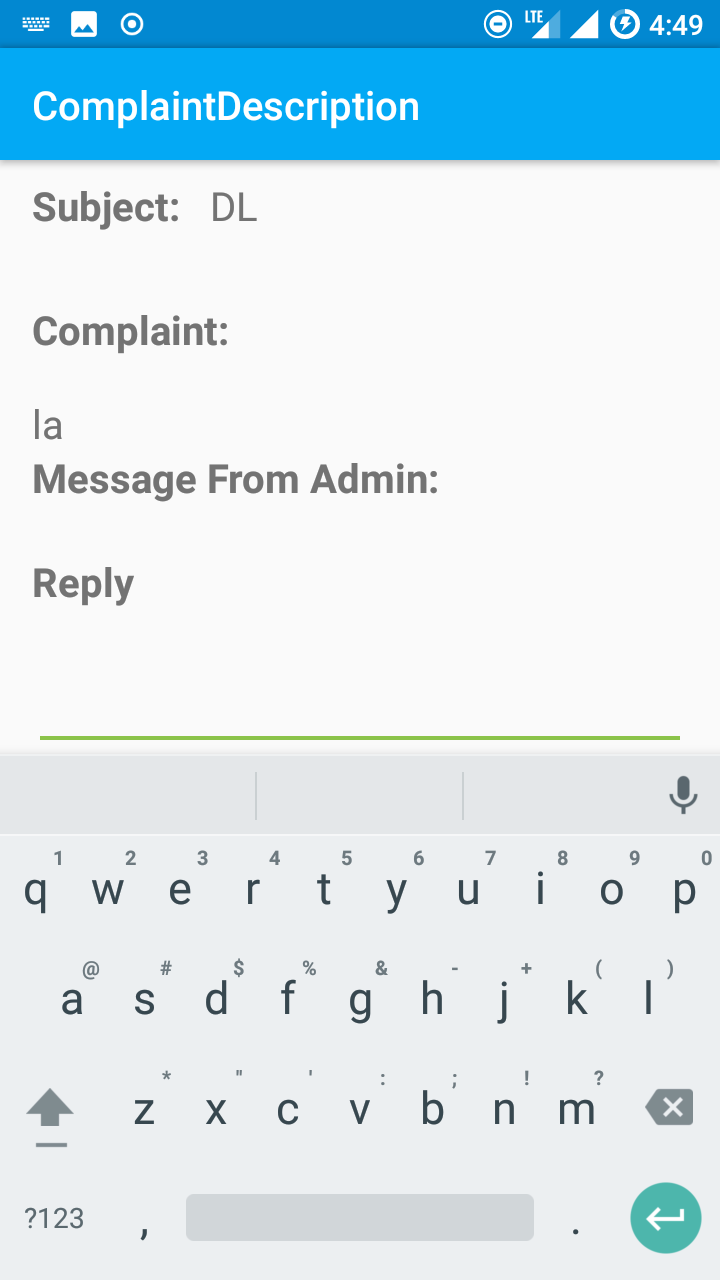 LTE 4:49
ComplaintDescription
Subject: DL
Complaint:
la
Message From Admin:
Reply
1 2 3 4 5 6 7 8 9 0
q w e r t y u i o p
@ # $ % & - + ( )
a s d f g h j k l
* " ' : ; ! ?
z x c v b n m
?123 , .